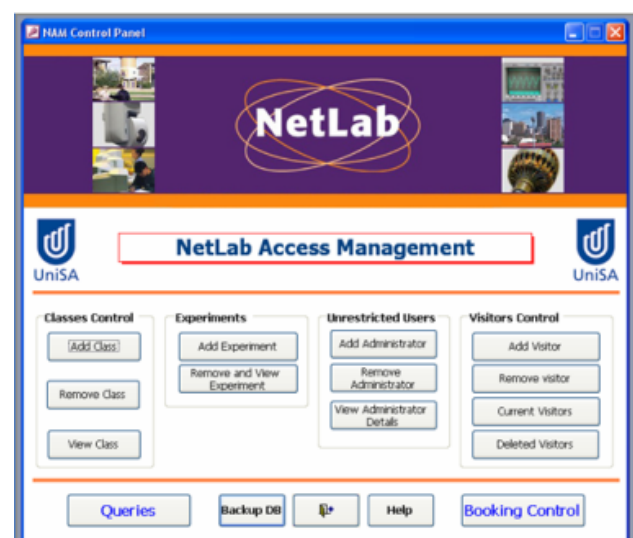 NAM Control Panel
NetLab
UniSA
NetLab Access Management
UniSA
Classes Control
Add Class
Remove Class
View Class
Experiments
Add Experiment
Remove and View
Experiment
Unrestricted Users
Add Administrator
Remove
Administrator
View Administrator
Details
Visitors Control
Add Visitor
Remove visitor
Current Visitors
Deleted Visitors
Queries
Backup DB
Help
Booking Control